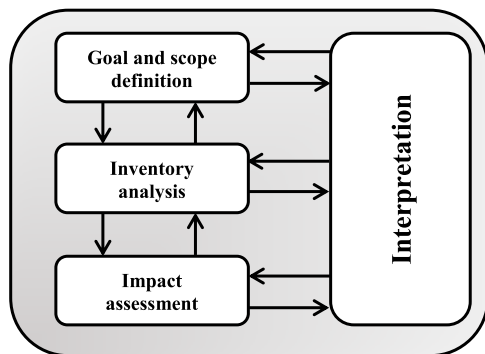 Goal and scope
definition
Inventory
analysis
Impact
assessment
Interpretation